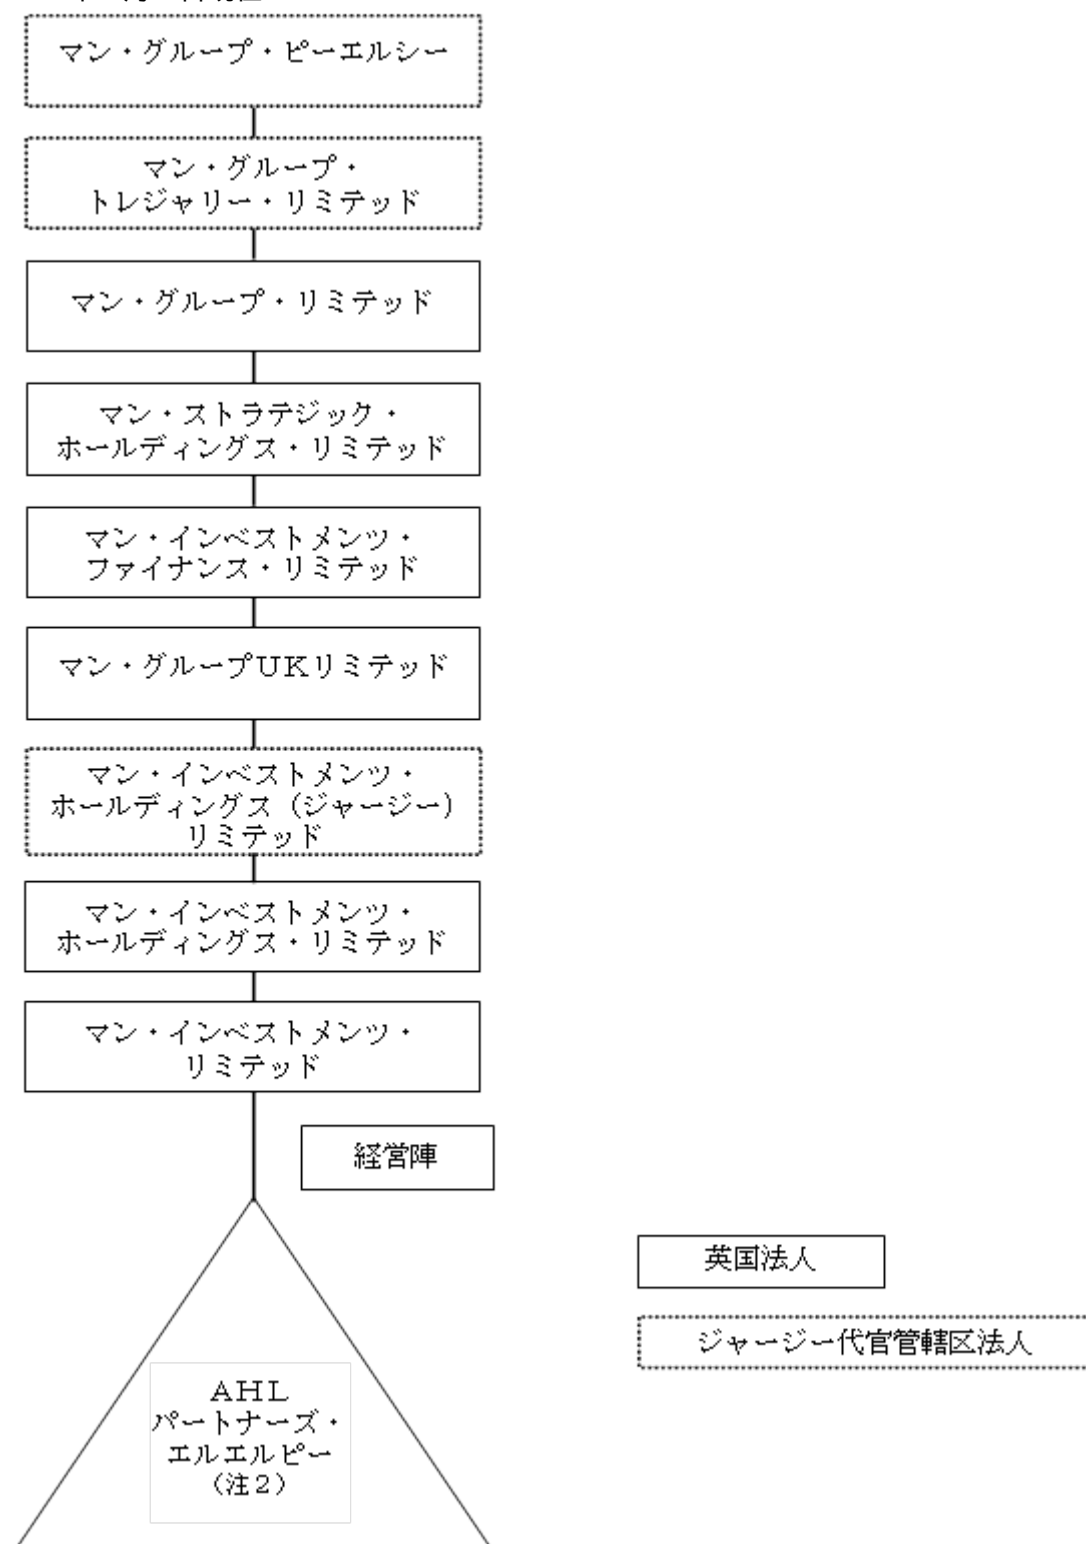 マン・グループ・ピーエルシー
マン・グループ・
トレジャリー・リミテッド
マン・グループ・リミテッド
マン・ストラテジック・
ホールディングス・リミテッド
マン・インベストメンツ・
ファイナンス・リミテッド
マン・グループUKリミテッド
マン・インベストメンツ・
ホールディングス(ジャージー)
リミテッド
マン・インベストメンツ・
ホールディングス・リミテッド
マン・インベストメンツ・
リミテッド
経営陣
英国法人
ジャージー代官管轄区法人
AHL
パートナーズ・
エルエルピー
(注2)